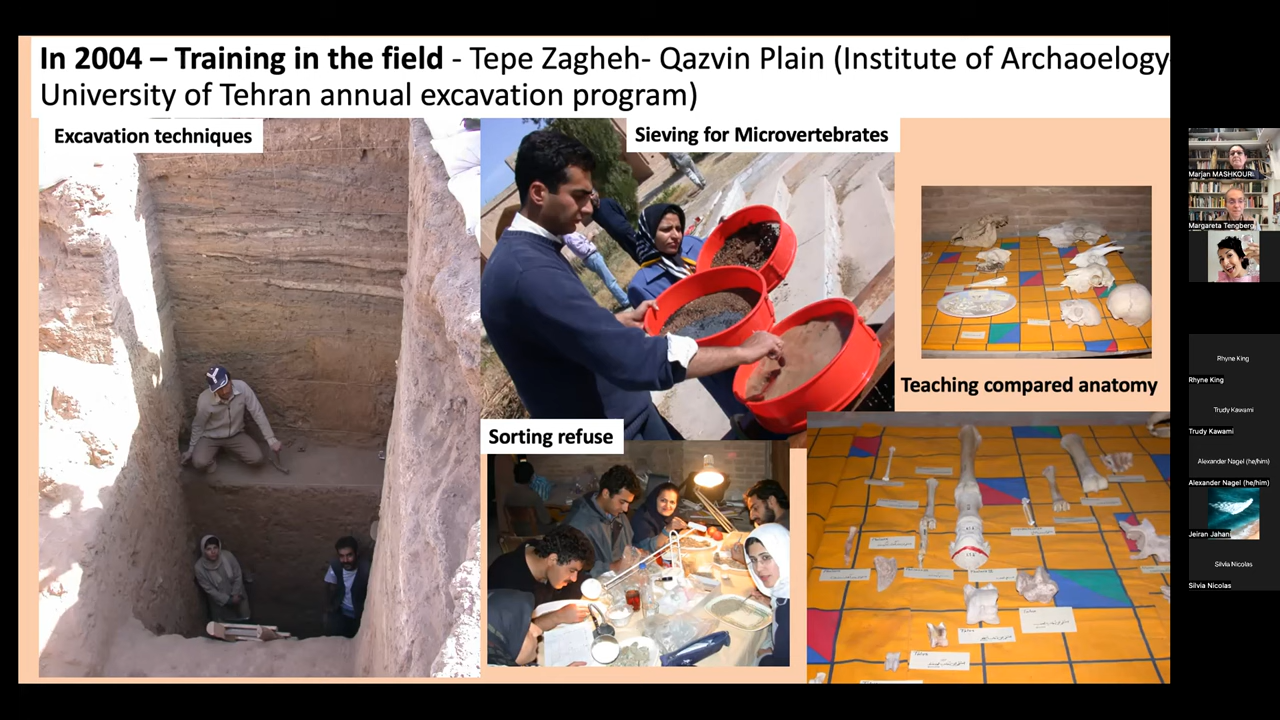 In 2004 – Training in the field - Tepe Zagheh- Qazvin Plain (Institute of Archaoelogy
University of Tehran annual excavation program)
Excavation techniques
Sieving for Microvertebrates
Teaching compared anatomy
Sorting refuse
Marjan MASHKOUR
Margareta Tengberg
Rhyne King
Rhyne King
Trudy Kawami
Trudy Kawami
Alexander Nagel (he/him)
Alexander Nagel (he/him)
Jeiran Jahani
Silvia Nicolas
Silvia Nicolas